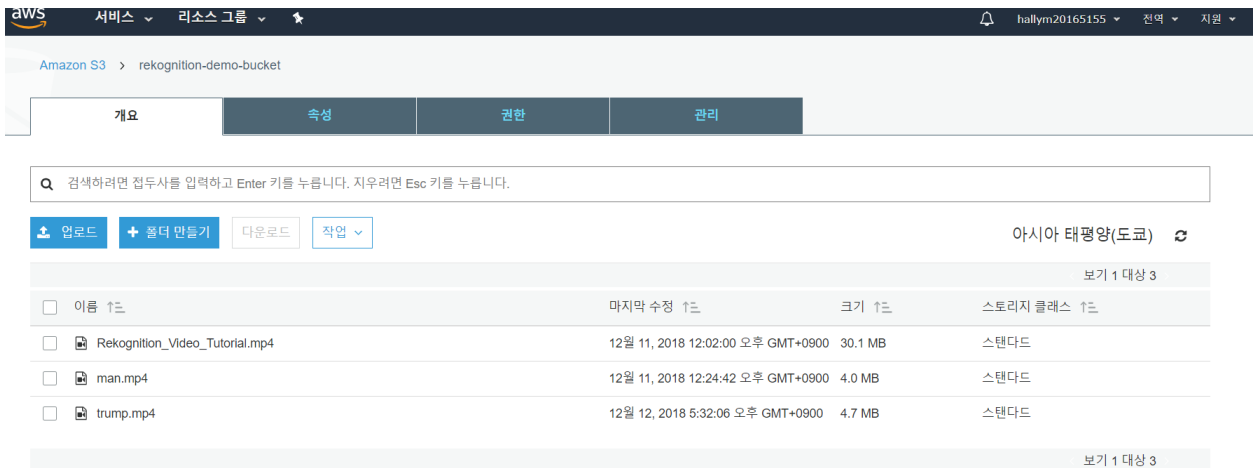 aws 서비스 리소스 그룹 hallym20165155 전역 지원
Amazon S3 > rekognition-demo-bucket
개요 속성 권한 관리
검색하려면 접두사를 입력하고 Enter 키를 누릅니다. 지우려면 Esc 키를 누릅니다.
업로드 + 폴더 만들기 다운로드 작업 아시아 태평양(도쿄)
보기 1 대상 3
이름 마지막 수정 크기 스토리지 클래스
Rekognition_Video_Tutorial.mp4 12월 11, 2018 12:02:00 오후 GMT+0900 30.1 MB 스탠다드
man.mp4 12월 11, 2018 12:24:42 오후 GMT+0900 4.0 MB 스탠다드
trump.mp4 12월 12, 2018 5:32:06 오후 GMT+0900 4.7 MB 스탠다드
보기 1 대상 3